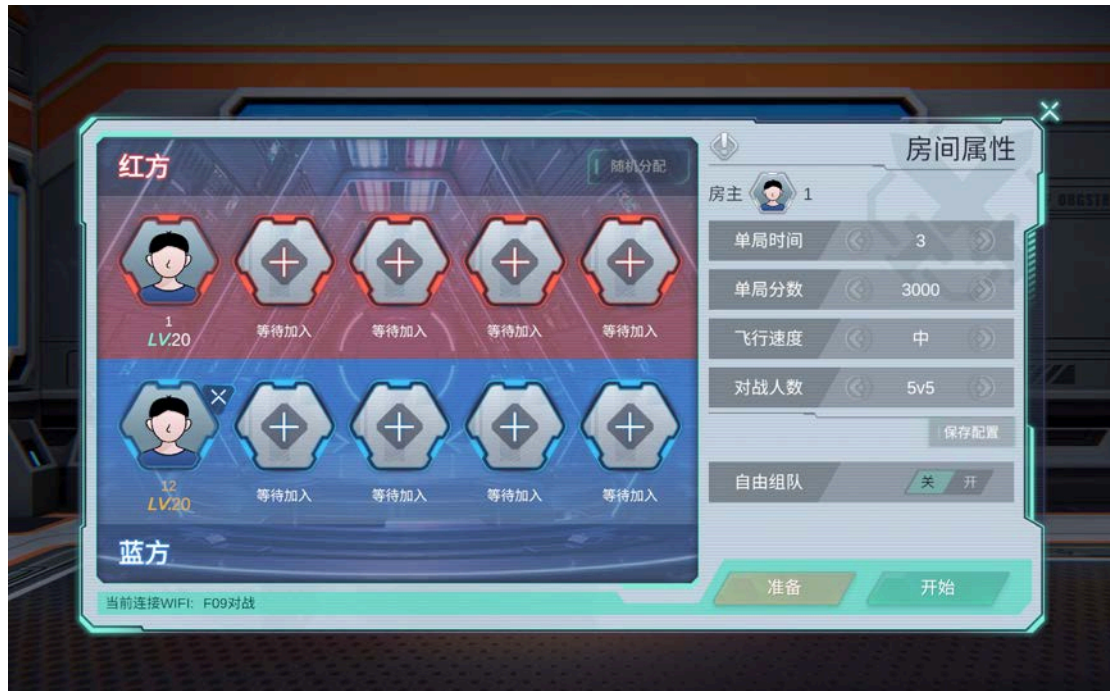 红方
随机分配
1
LV.20
等待加入
等待加入
等待加入
等待加入
12
LV.20
等待加入
等待加入
等待加入
等待加入
蓝方
当前连接WIFI: F09对战
房间属性
房主 1
单局时间 3
单局分数 3000
飞行速度 中
对战人数 5v5
保存配置
自由组队 关 开
准备 开始